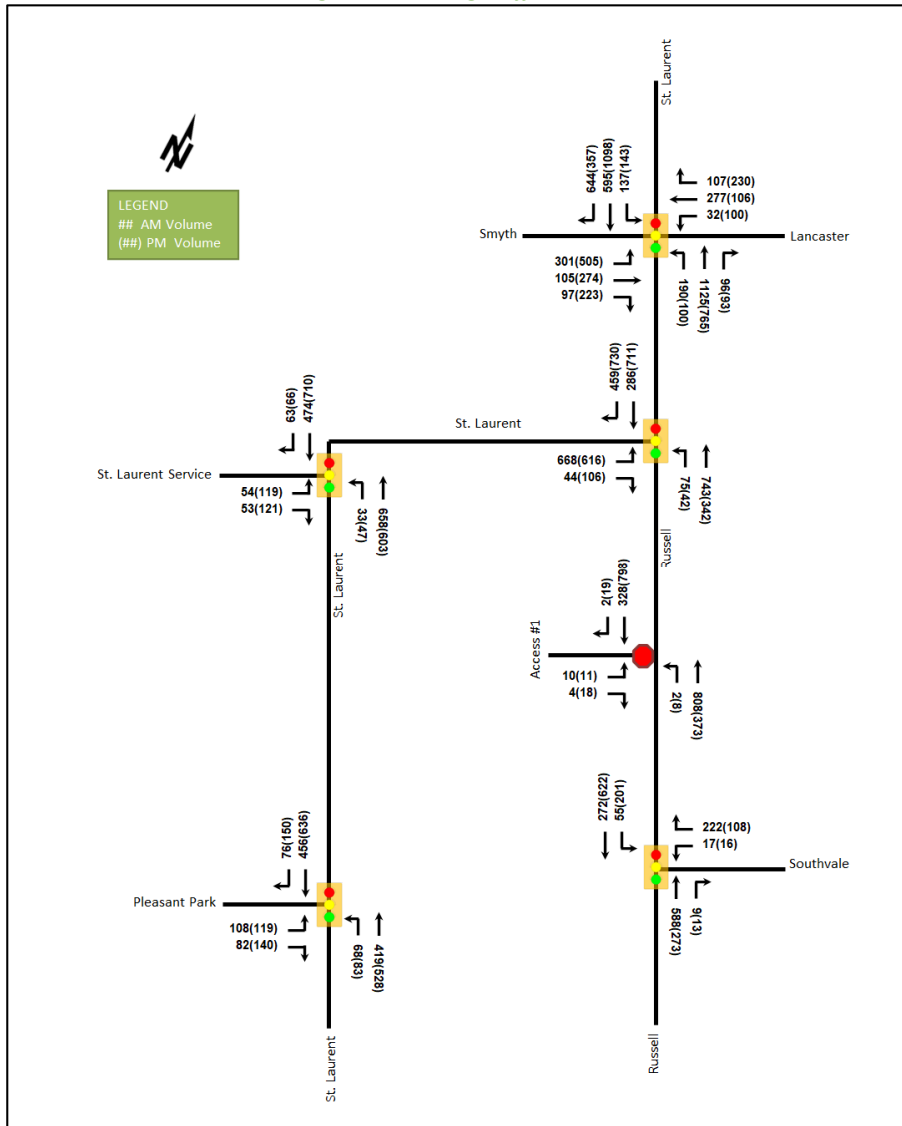 St. Laurent
N
LEGEND
## AM Volume
(##) PM Volume
644(357)
595(1098)
137(143)
107(230)
277(106)
32(100)
Smyth
Lancaster
301(505)
105(274)
97(223)
190(100)
1125(765)
96(93)
459(730)
286(711)
63(66)
474(710)
St. Laurent
St. Laurent Service
668(616)
44(106)
75(42)
743(342)
54(119)
53(121)
33(47)
658(603)
Russell
St. Laurent
2(19)
328(798)
Access #1
10(11)
4(18)
2(8)
808(373)
272(622)
55(201)
76(150)
456(636)
222(108)
17(16)
Southvale
Pleasant Park
588(273)
9(13)
108(119)
82(140)
68(83)
419(528)
St. Laurent
Russell